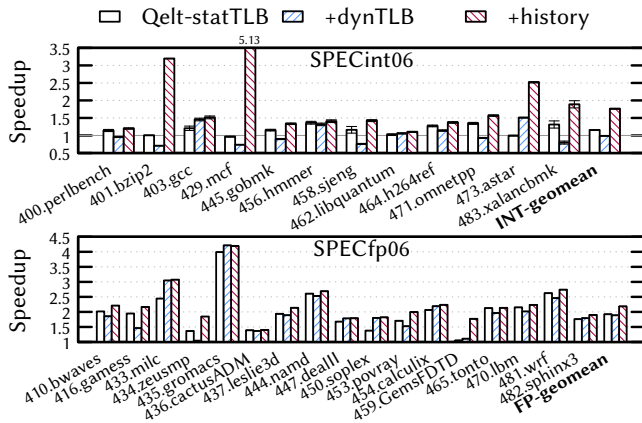 Qelt-statTLB +dynTLB +history
5.13
SPECint06
Speedup
3.5
3
2.5
2
1.5
1
0.5
400.perlbench
401.bzip2
403.gcc
429.mcf
445.gobmk
456.hmmer
458.sjeng
462.libquantum
464.h264ref
471.omnetpp
473.astar
483.xalancbmk
INT-geomean
SPECfp06
Speedup
4.5
4
3.5
3
2.5
2
1.5
1
410.bwaves
416.gamess
433.milc
434.zeusmp
435.gromacs
436.cactusADM
437.leslie3d
444.namd
447.dealII
450.soplex
453.povray
454.calculix
459.GemsFDTD
465.tonto
470.lbm
481.wrf
482.sphinx3
FP-geomean